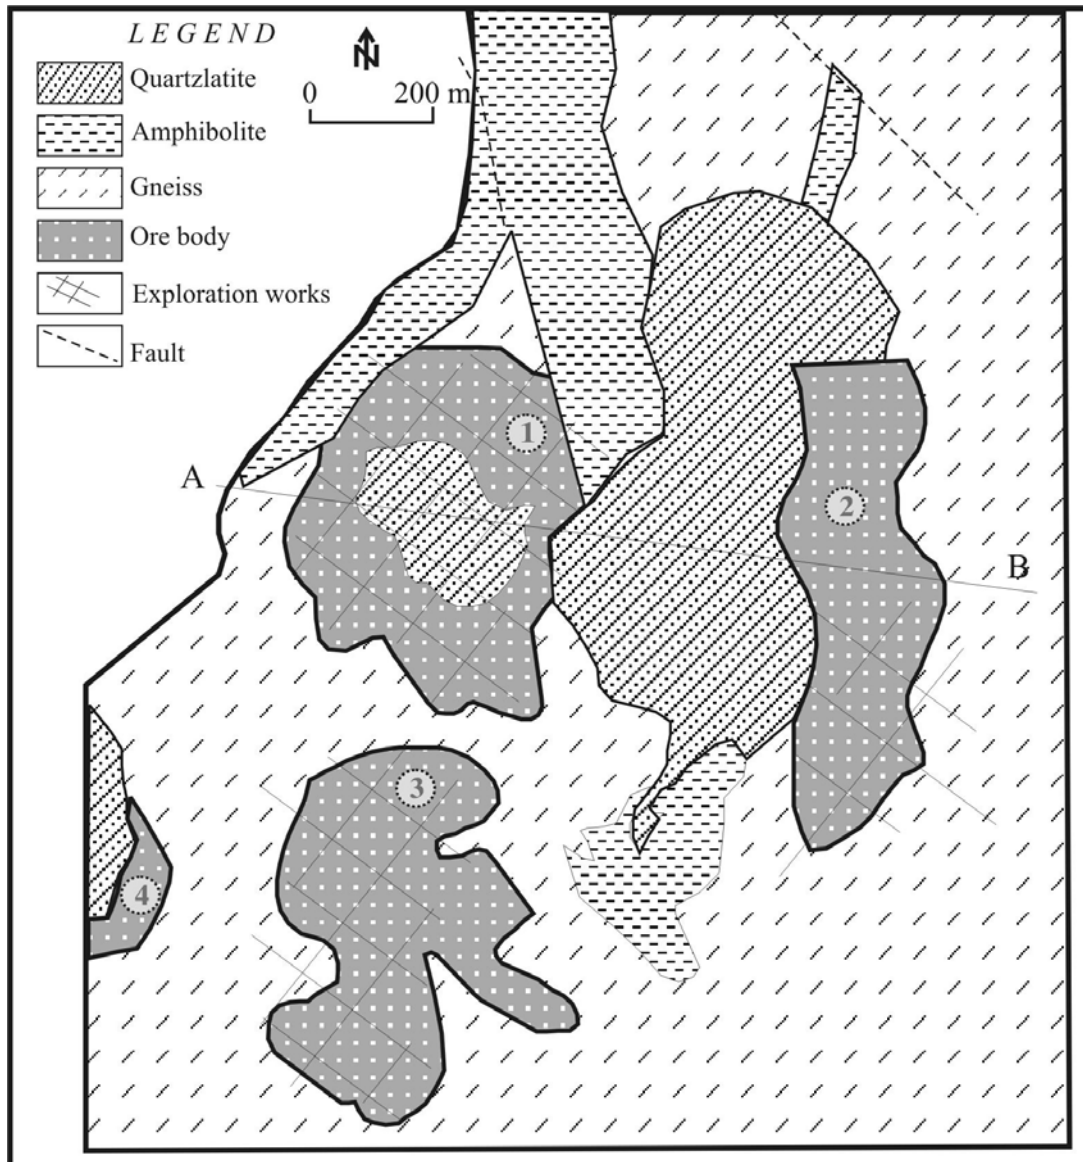 LEGEND
Quartzlatite
Amphibolite
Gneiss
Ore body
Exploration works
Fault
N
0 200 m
1
A
2
B
3
4